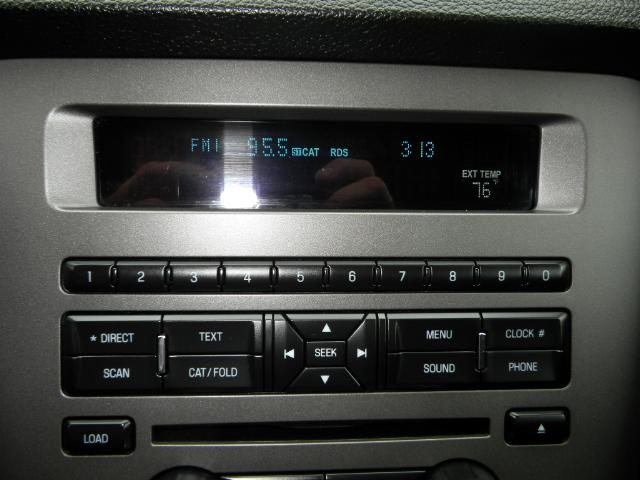 FM1 95.5 ST CAT RDS 3:13
EXT TEMP
76°F
1 2 3 4 5 6 7 8 9 0
* DIRECT TEXT MENU CLOCK #
SEEK
SCAN CAT/FOLD SOUND PHONE
LOAD